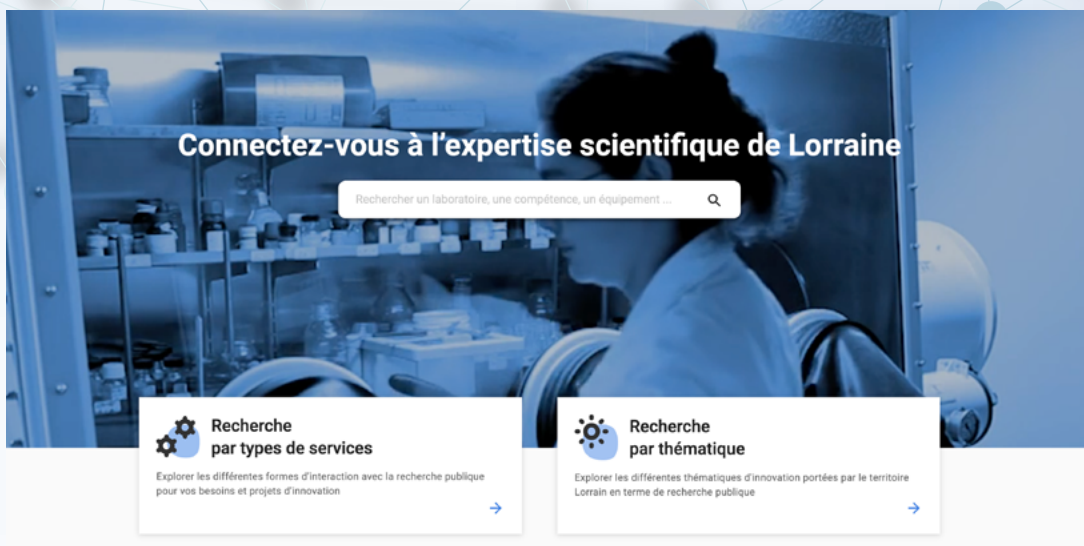 Connectez-vous à l'expertise scientifique de Lorraine
Rechercher un laboratoire, une compétence, un équipement ...
Recherche
par types de services
Explorer les différentes formes d'interaction avec la recherche publique
pour vos besoins et projets d'innovation
Recherche
par thématique
Explorer les différentes thématiques d'innovation portées par le territoire
Lorrain en terme de recherche publique